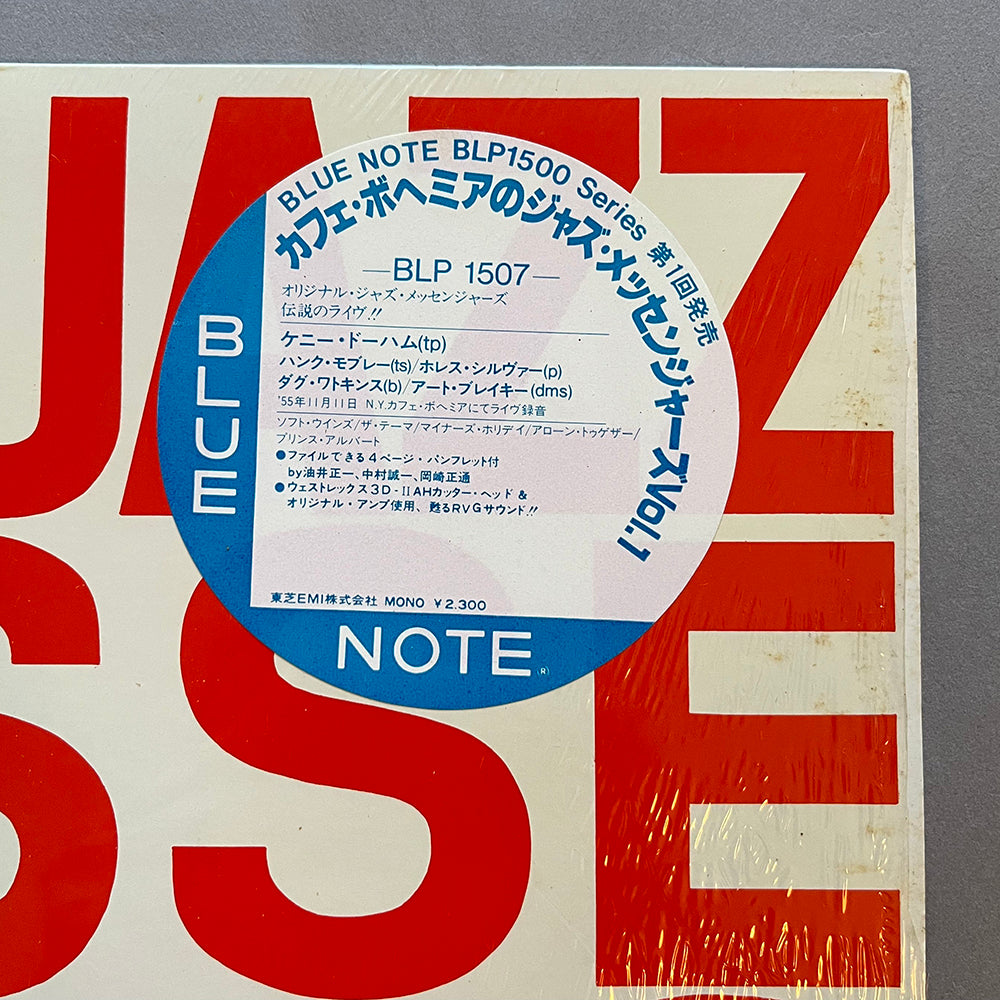 JAZZ
SSE
BLUE NOTE BLP1500 Series 第1回発売
カフェ・ボヘミアのジャズ・メッセンジャーズVol.1
—BLP 1507—
オリジナル・ジャズ・メッセンジャーズ
伝説のライヴ!!
ケニー・ドーハム(tp)
ハンク・モブレー(ts)/ホレス・シルヴァー(p)
ダグ・ワトキンス(b)/アート・ブレイキー(dms)
'55年11月11日 N.Y.カフェ・ボヘミアにてライヴ録音
ソフト・ウインズ/ザ・テーマ/マイナーズ・ホリデイ/アローン・トゥゲザー/
プリンス・アルバート
●ファイルできる4ページ・パンフレット付
by油井正一、中村誠一、岡崎正通
●ウェストレックス3D-IIAHカッター・ヘッド&
オリジナル・アンプ使用、甦るRVGサウンド!!
東芝EMI株式会社 MONO ¥2,300
BLUE
NOTE
(R)